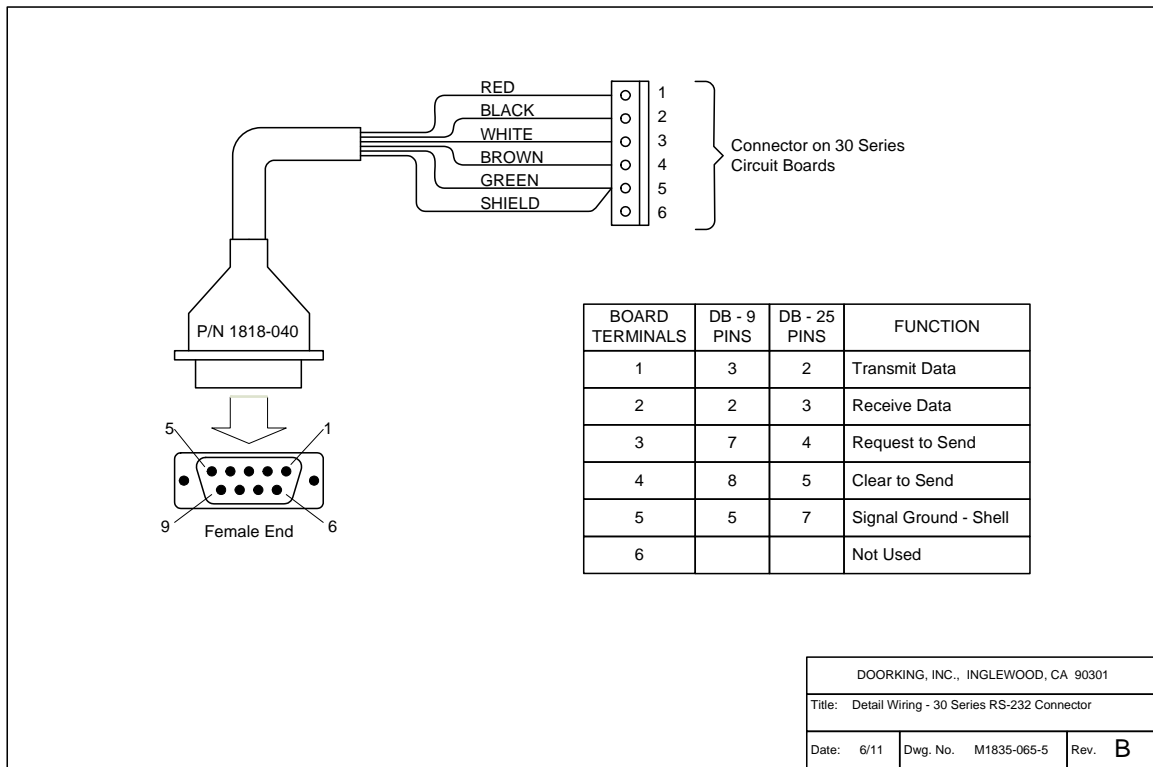 RED
BLACK
WHITE
BROWN
GREEN
SHIELD
1
2
3
4
5
6
Connector on 30 Series
Circuit Boards
P/N 1818-040
5
1
9
6
Female End
BOARD TERMINALS DB - 9 PINS DB - 25 PINS FUNCTION
1 3 2 Transmit Data
2 2 3 Receive Data
3 7 4 Request to Send
4 8 5 Clear to Send
5 5 7 Signal Ground - Shell
6 Not Used
DOORKING, INC., INGLEWOOD, CA 90301
Title: Detail Wiring - 30 Series RS-232 Connector
Date: 6/11 Dwg. No. M1835-065-5 Rev. B